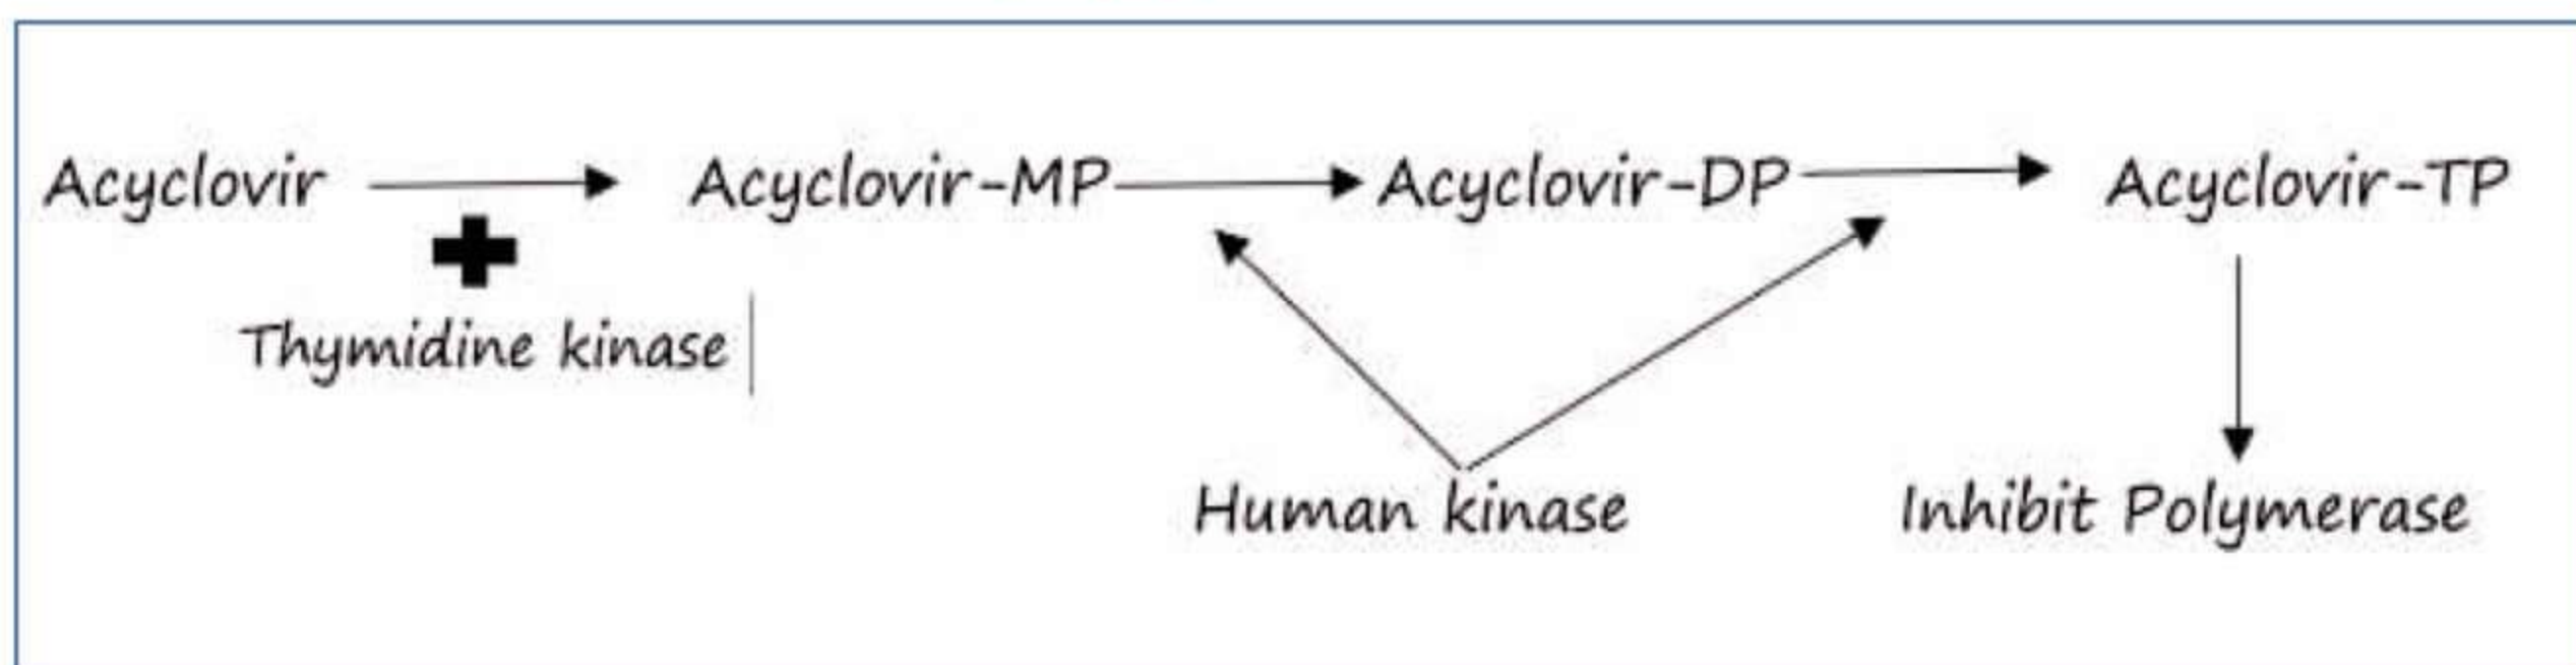 Acyclovir Acyclovir-MP Acyclovir-DP Acyclovir-TP
Thymidine kinase
Human kinase Inhibit Polymerase